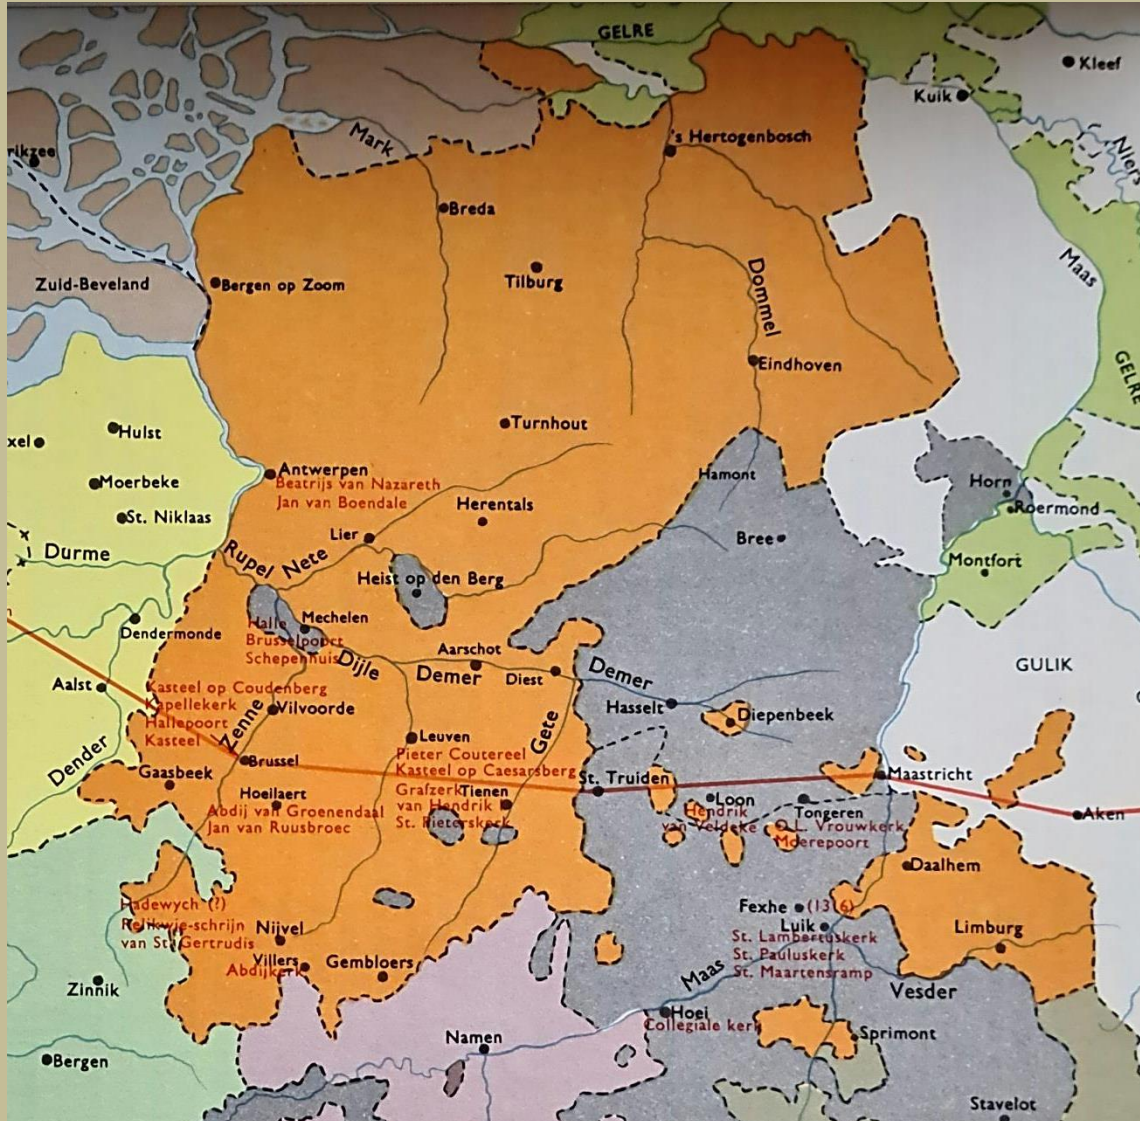 GELRE
Kleef
Kuik
Mark
's Hertogenbosch
Niers
rikzee
Breda
Maas
Zuid-Beveland
Bergen op Zoom
Tilburg
Dommel
Eindhoven
GELRE
xel
Hulst
Turnhout
Antwerpen
Beatrijs van Nazareth
Jan van Boendale
Moerbeke
Hamont
Horn
Roermond
St. Niklaas
Herentals
Lier
Bree
Durme
Rupel
Nete
Montfort
Heist op den Berg
Dendermonde
Halle
Mechelen
Brusselpoort
Schepenhuis
Dijle
Aarschot
Demer
Diest
Demer
GULIK
Aalst
Kasteel op Coudenberg
Kapellekerk
Hallepoort
Kasteel
Vilvoorde
Zenne
Hasselt
Diepenbeek
Leuven
Gete
Kasteel op Caesarsberg
Pieter Coutereel
Dender
Gaasbeek
Brussel
St. Truiden
Maastricht
Hoeilaert
Grafzerk
Tienen
van Hendrik I
St. Pieterskerk
Abdij van Groenendaal
Jan van Ruusbroec
Loon
Hendrik
van Veldeke
Tongeren
O.L. Vrouwkerk
Moerepoort
Aken
Daalhem
Hadewych (?)
Relikwie-schrijn
van St. Gertrudis
Nijvel
Fexhe
(1316)
Luik
St. Lambertuskerk
St. Pauluskerk
St. Maartensramp
Limburg
Villers
Abdijkerk
Gembloers
Zinnik
Maas
Vesder
Hoei
Collegiale kerk
Sprimont
Namen
Bergen
Stavelot